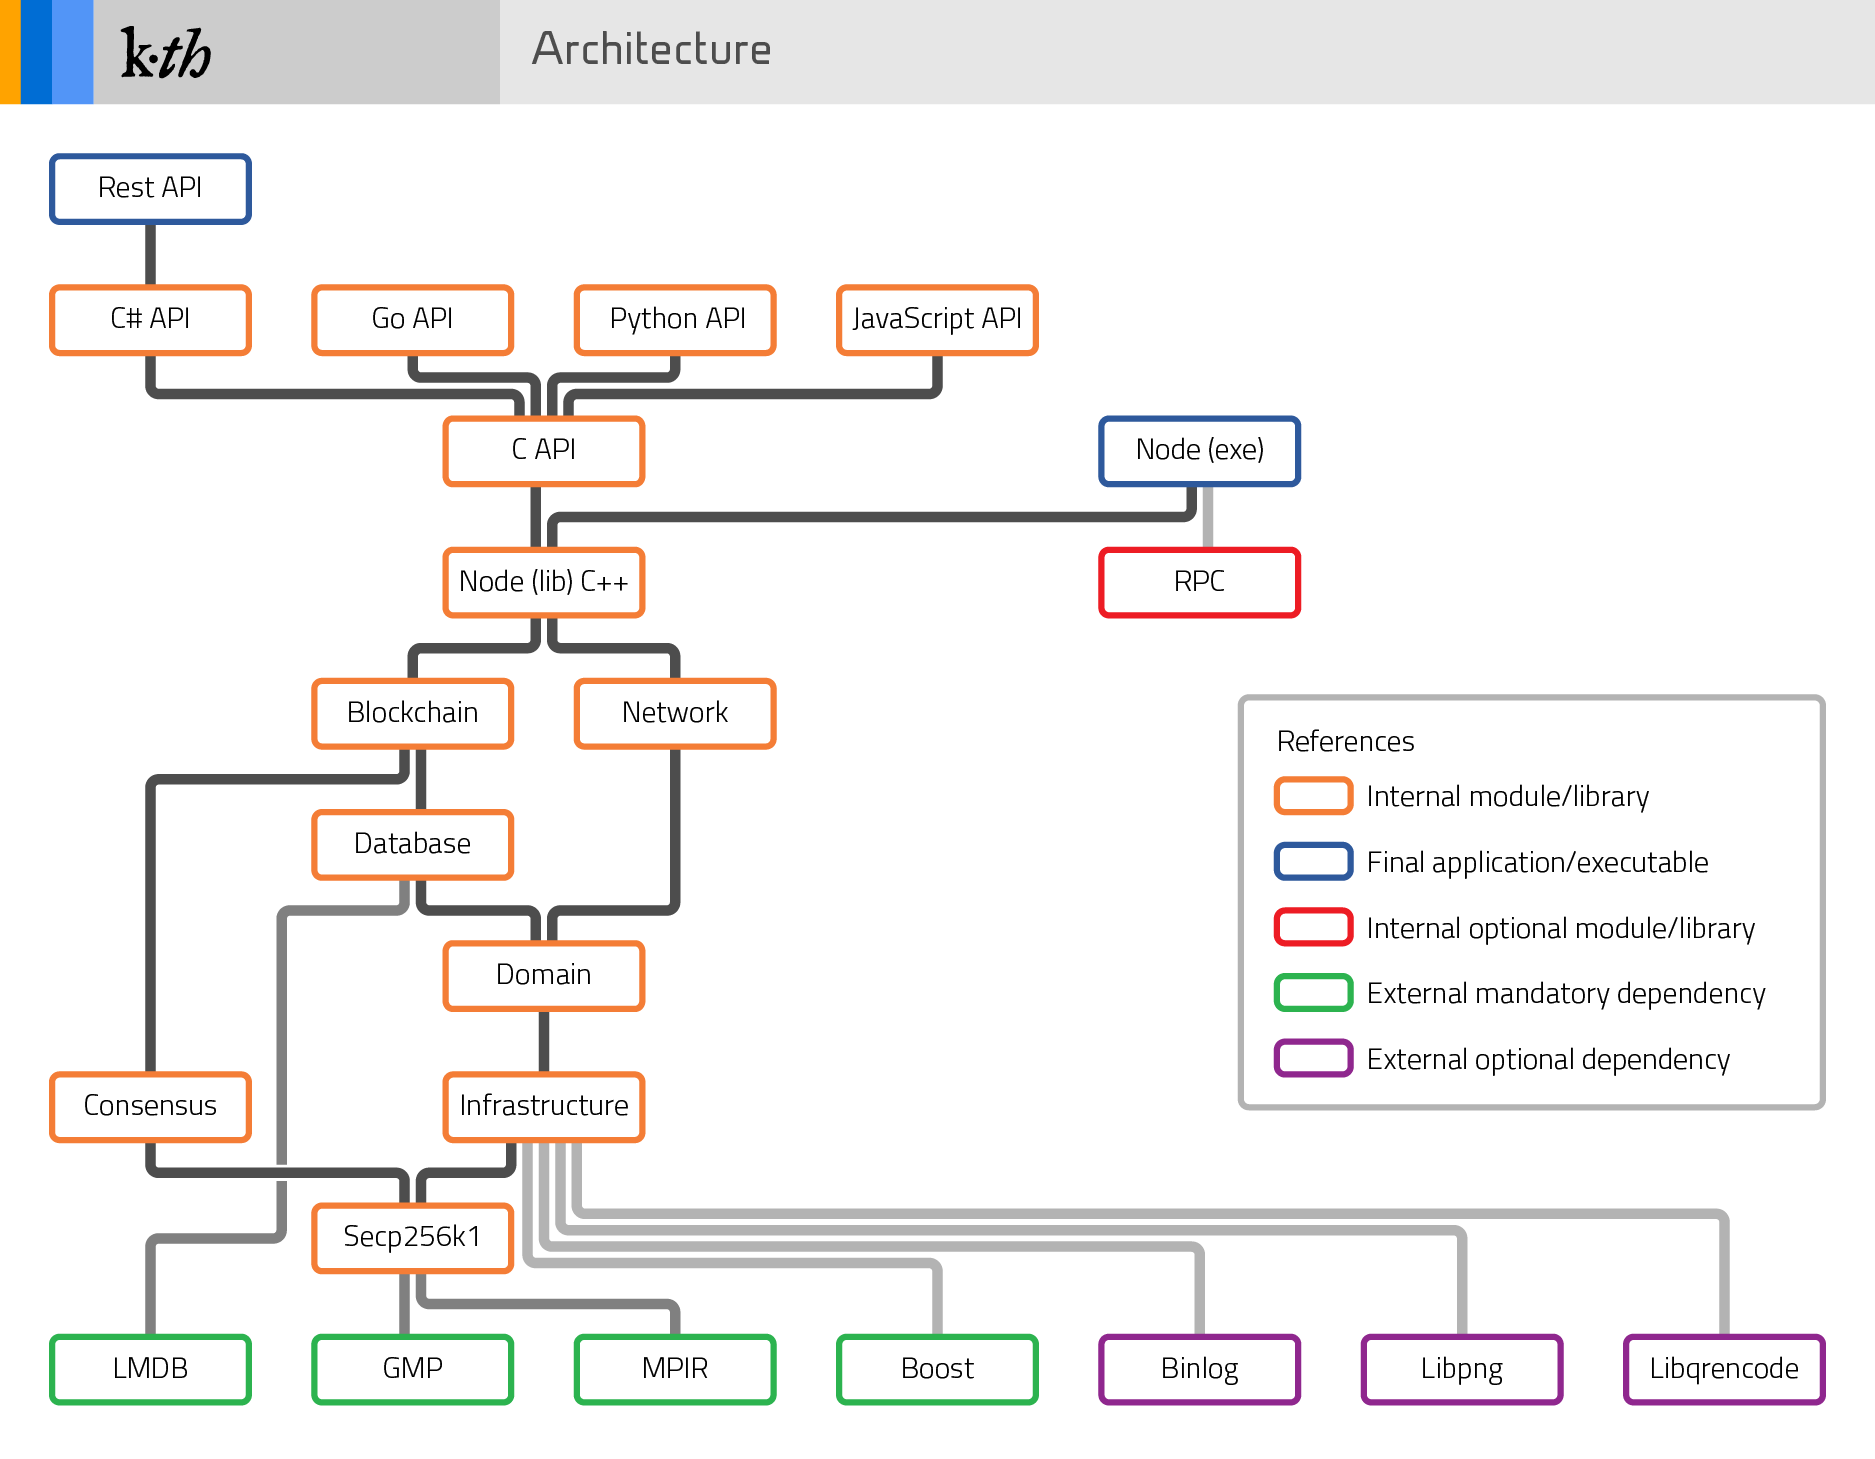 k·th
Architecture
Rest API
C# API
Go API
Python API
JavaScript API
C API
Node (exe)
Node (lib) C++
RPC
Blockchain
Network
References
Internal module/library
Final application/executable
Internal optional module/library
External mandatory dependency
External optional dependency
Database
Domain
Consensus
Infrastructure
Secp256k1
LMDB
GMP
MPIR
Boost
Binlog
Libpng
Libqrencode